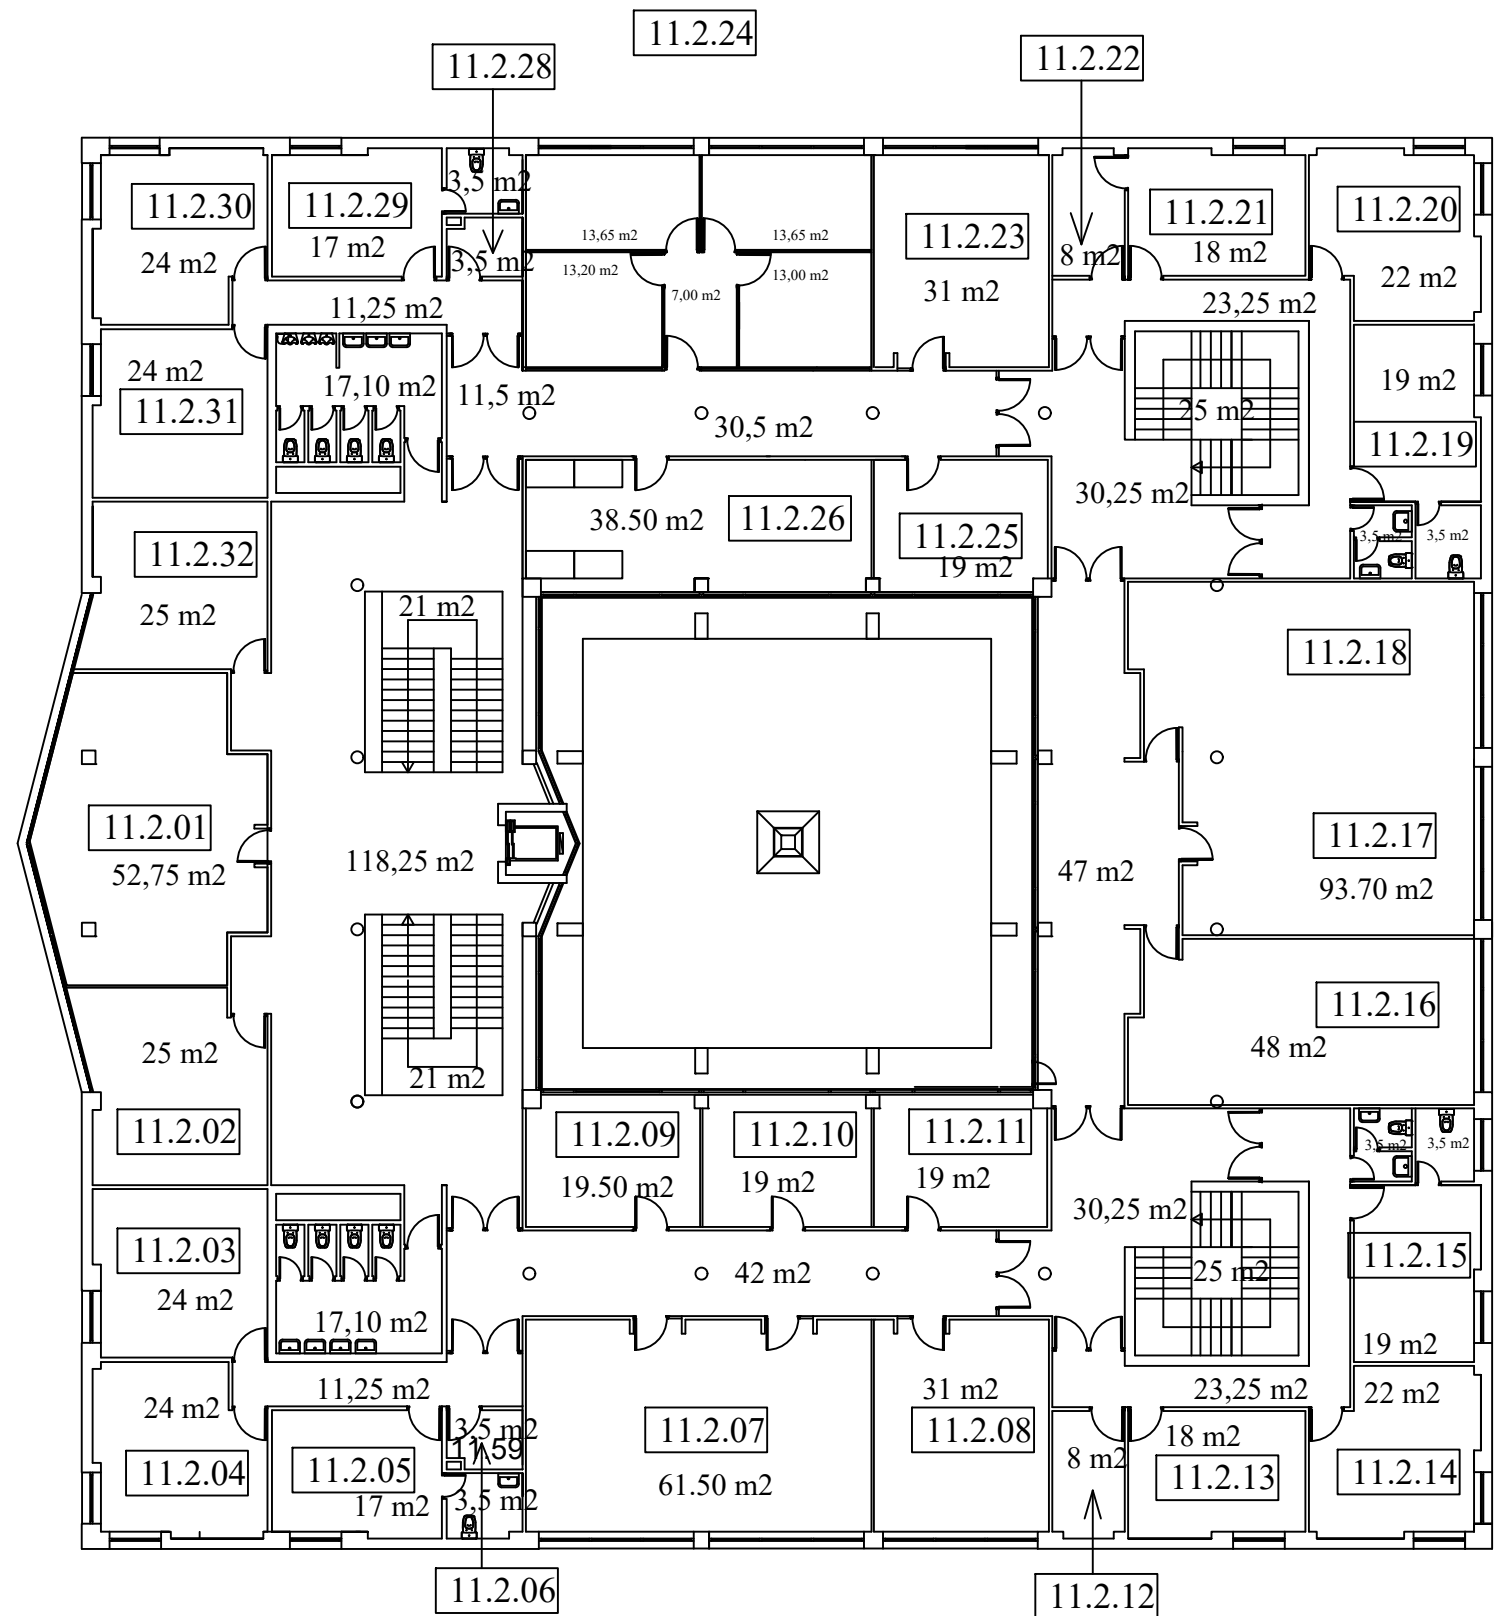 11.2.24
11.2.28
11.2.22
11.2.30
24 m2
11.2.29
17 m2
3,5 m2
3,5 m2
13,65 m2
13,65 m2
13,20 m2
7,00 m2
13,00 m2
11.2.23
31 m2
8 m2
11.2.21
18 m2
11.2.20
22 m2
11,25 m2
23,25 m2
24 m2
11.2.31
17,10 m2
11,5 m2
30,5 m2
25 m2
19 m2
11.2.19
30,25 m2
38.50 m2
11.2.26
11.2.25
19 m2
3,5 m2
3,5 m2
11.2.32
25 m2
21 m2
11.2.18
11.2.01
52,75 m2
118,25 m2
47 m2
11.2.17
93.70 m2
11.2.16
48 m2
25 m2
11.2.02
21 m2
11.2.09
19.50 m2
11.2.10
19 m2
11.2.11
19 m2
3,5 m2
3,5 m2
30,25 m2
11.2.03
24 m2
17,10 m2
42 m2
25 m2
11.2.15
19 m2
11,25 m2
23,25 m2
24 m2
11.2.04
11.2.05
17 m2
3,5 m2
11.59
3,5 m2
11.2.07
61.50 m2
31 m2
11.2.08
8 m2
18 m2
11.2.13
22 m2
11.2.14
11.2.06
11.2.12